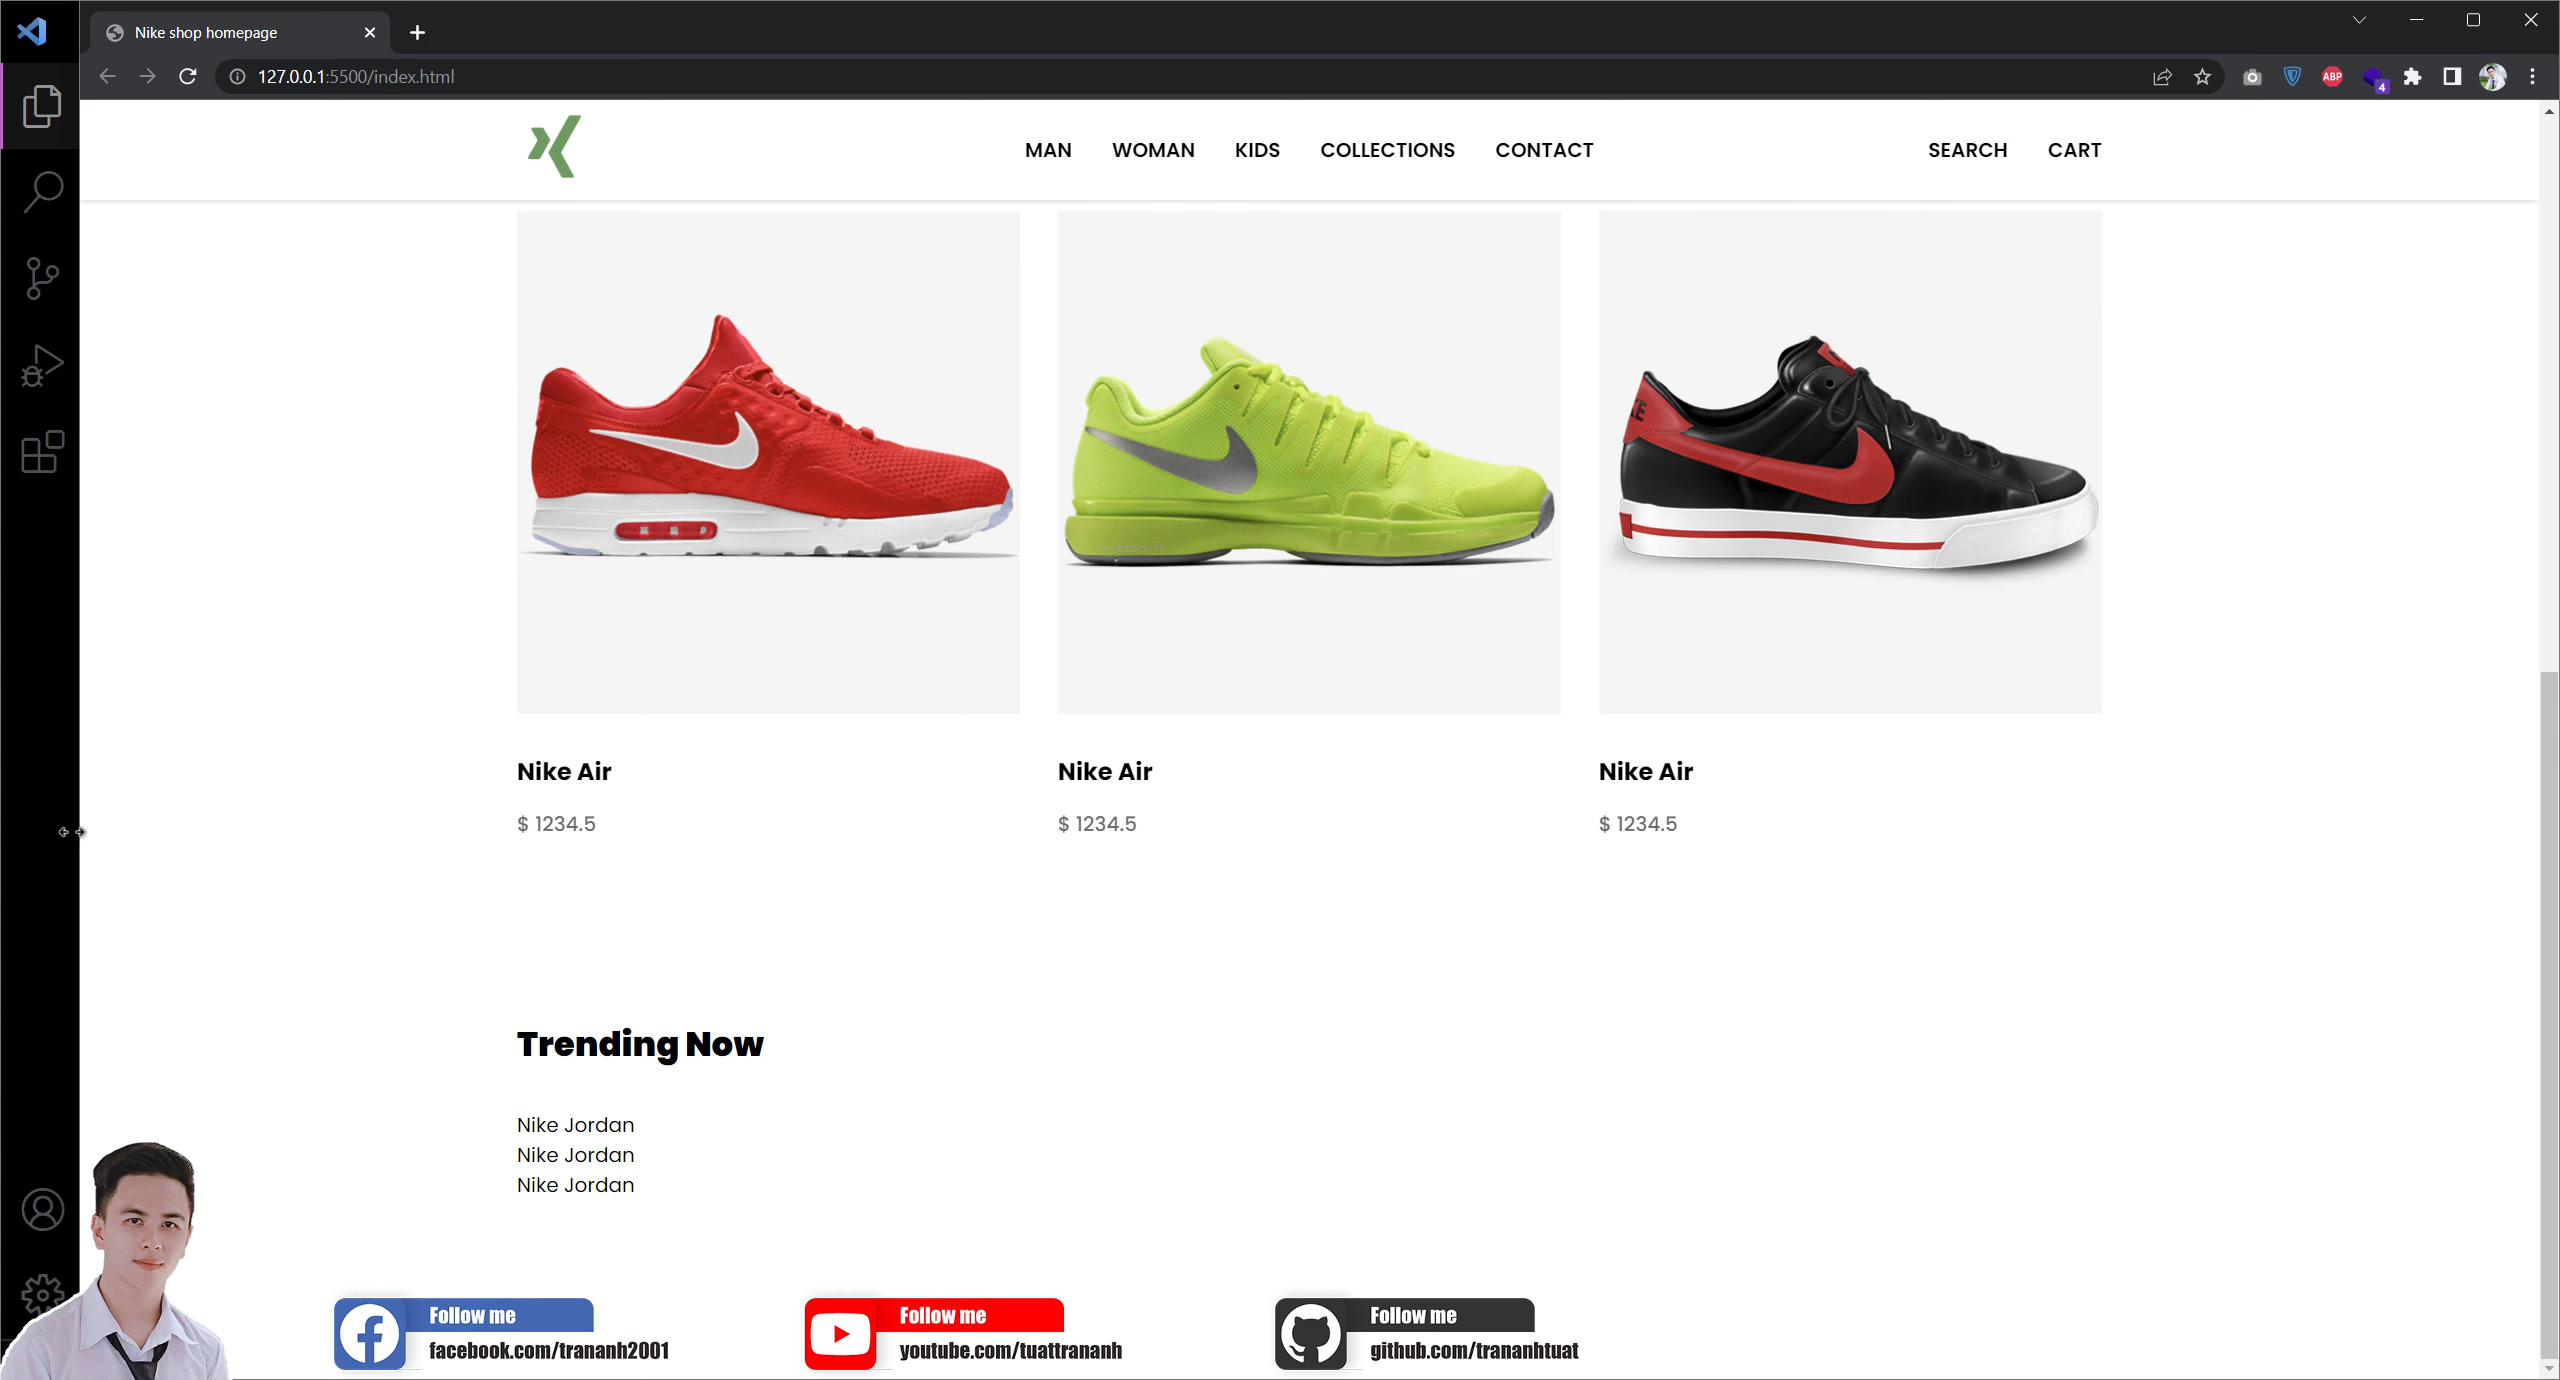 Nike shop homepage
127.0.0.1:5500/index.html
ABP
4
MAN WOMAN KIDS COLLECTIONS CONTACT SEARCH CART
Nike Air
$ 1234.5
Nike Air
$ 1234.5
Nike Air
$ 1234.5
Trending Now
Nike Jordan
Nike Jordan
Nike Jordan
Follow me
facebook.com/trananh2001
Follow me
youtube.com/tuattrananh
Follow me
github.com/trananhtuat